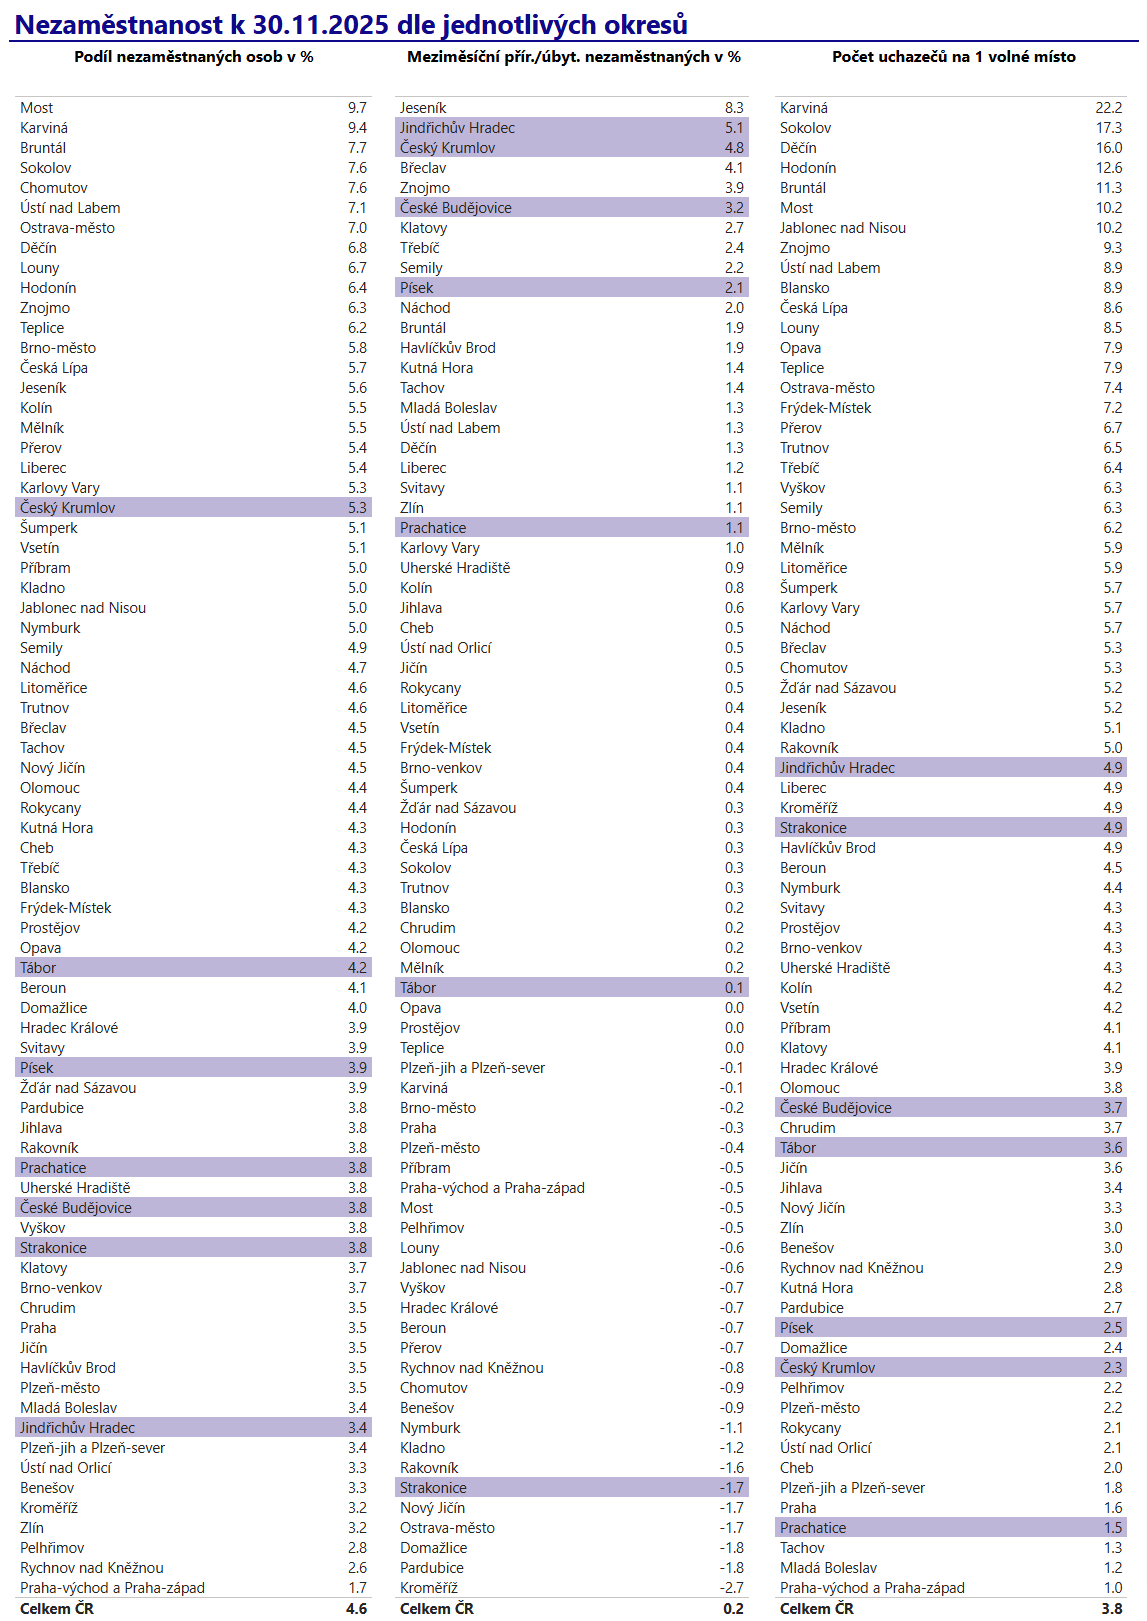 Nezaměstnanost k 30.11.2025 dle jednotlivých okresů
Podíl nezaměstnaných osob v %
Most 9.7
Karviná 9.4
Bruntál 7.7
Sokolov 7.6
Chomutov 7.6
Ústí nad Labem 7.1
Ostrava-město 7.0
Děčín 6.8
Louny 6.7
Hodonín 6.4
Znojmo 6.3
Teplice 6.2
Brno-město 5.8
Česká Lípa 5.7
Jeseník 5.6
Kolín 5.5
Mělník 5.5
Přerov 5.4
Liberec 5.4
Karlovy Vary 5.3
Český Krumlov 5.3
Šumperk 5.1
Vsetín 5.1
Příbram 5.0
Kladno 5.0
Jablonec nad Nisou 5.0
Nymburk 5.0
Semily 4.9
Náchod 4.7
Litoměřice 4.6
Trutnov 4.6
Břeclav 4.5
Tachov 4.5
Nový Jičín 4.5
Olomouc 4.4
Rokycany 4.4
Kutná Hora 4.3
Cheb 4.3
Třebíč 4.3
Blansko 4.3
Frýdek-Místek 4.3
Prostějov 4.2
Opava 4.2
Tábor 4.2
Beroun 4.1
Domažlice 4.0
Hradec Králové 3.9
Svitavy 3.9
Písek 3.9
Žďár nad Sázavou 3.9
Pardubice 3.8
Jihlava 3.8
Rakovník 3.8
Prachatice 3.8
Uherské Hradiště 3.8
České Budějovice 3.8
Vyškov 3.8
Strakonice 3.8
Klatovy 3.7
Brno-venkov 3.7
Chrudim 3.5
Praha 3.5
Jičín 3.5
Havlíčkův Brod 3.5
Plzeň-město 3.5
Mladá Boleslav 3.4
Jindřichův Hradec 3.4
Plzeň-jih a Plzeň-sever 3.4
Ústí nad Orlicí 3.3
Benešov 3.3
Kroměříž 3.2
Zlín 3.2
Pelhřimov 2.8
Rychnov nad Kněžnou 2.6
Praha-východ a Praha-západ 1.7
Celkem ČR 4.6
Meziměsíční přír./úbyt. nezaměstnaných v %
Jeseník 8.3
Jindřichův Hradec 5.1
Český Krumlov 4.8
Břeclav 4.1
Znojmo 3.9
České Budějovice 3.2
Klatovy 2.7
Třebíč 2.4
Semily 2.2
Písek 2.1
Náchod 2.0
Bruntál 1.9
Havlíčkův Brod 1.9
Kutná Hora 1.4
Tachov 1.4
Mladá Boleslav 1.3
Ústí nad Labem 1.3
Děčín 1.3
Liberec 1.2
Svitavy 1.1
Zlín 1.1
Prachatice 1.1
Karlovy Vary 1.0
Uherské Hradiště 0.9
Kolín 0.8
Jihlava 0.6
Cheb 0.5
Ústí nad Orlicí 0.5
Jičín 0.5
Rokycany 0.5
Litoměřice 0.4
Vsetín 0.4
Frýdek-Místek 0.4
Brno-venkov 0.4
Šumperk 0.4
Žďár nad Sázavou 0.3
Hodonín 0.3
Česká Lípa 0.3
Sokolov 0.3
Trutnov 0.3
Blansko 0.2
Chrudim 0.2
Olomouc 0.2
Mělník 0.2
Tábor 0.1
Opava 0.0
Prostějov 0.0
Teplice 0.0
Plzeň-jih a Plzeň-sever -0.1
Karviná -0.1
Brno-město -0.2
Praha -0.3
Plzeň-město -0.4
Příbram -0.5
Praha-východ a Praha-západ -0.5
Most -0.5
Pelhřimov -0.5
Louny -0.6
Jablonec nad Nisou -0.6
Vyškov -0.7
Hradec Králové -0.7
Beroun -0.7
Přerov -0.7
Rychnov nad Kněžnou -0.8
Chomutov -0.9
Benešov -0.9
Nymburk -1.1
Kladno -1.2
Rakovník -1.6
Strakonice -1.7
Nový Jičín -1.7
Ostrava-město -1.7
Domažlice -1.8
Pardubice -1.8
Kroměříž -2.7
Celkem ČR 0.2
Počet uchazečů na 1 volné místo
Karviná 22.2
Sokolov 17.3
Děčín 16.0
Hodonín 12.6
Bruntál 11.3
Most 10.2
Jablonec nad Nisou 10.2
Znojmo 9.3
Ústí nad Labem 8.9
Blansko 8.9
Česká Lípa 8.6
Louny 8.5
Opava 7.9
Teplice 7.9
Ostrava-město 7.4
Frýdek-Místek 7.2
Přerov 6.7
Trutnov 6.5
Třebíč 6.4
Vyškov 6.3
Semily 6.3
Brno-město 6.2
Mělník 5.9
Litoměřice 5.9
Šumperk 5.7
Karlovy Vary 5.7
Náchod 5.7
Břeclav 5.3
Chomutov 5.3
Žďár nad Sázavou 5.2
Jeseník 5.2
Kladno 5.1
Rakovník 5.0
Jindřichův Hradec 4.9
Liberec 4.9
Kroměříž 4.9
Strakonice 4.9
Havlíčkův Brod 4.9
Beroun 4.5
Nymburk 4.4
Svitavy 4.3
Prostějov 4.3
Brno-venkov 4.3
Uherské Hradiště 4.3
Kolín 4.2
Vsetín 4.2
Příbram 4.1
Klatovy 4.1
Hradec Králové 3.9
Olomouc 3.8
České Budějovice 3.7
Chrudim 3.7
Tábor 3.6
Jičín 3.6
Jihlava 3.4
Nový Jičín 3.3
Zlín 3.0
Benešov 3.0
Rychnov nad Kněžnou 2.9
Kutná Hora 2.8
Pardubice 2.7
Písek 2.5
Domažlice 2.4
Český Krumlov 2.3
Pelhřimov 2.2
Plzeň-město 2.2
Rokycany 2.1
Ústí nad Orlicí 2.1
Cheb 2.0
Plzeň-jih a Plzeň-sever 1.8
Praha 1.6
Prachatice 1.5
Tachov 1.3
Mladá Boleslav 1.2
Praha-východ a Praha-západ 1.0
Celkem ČR 3.8